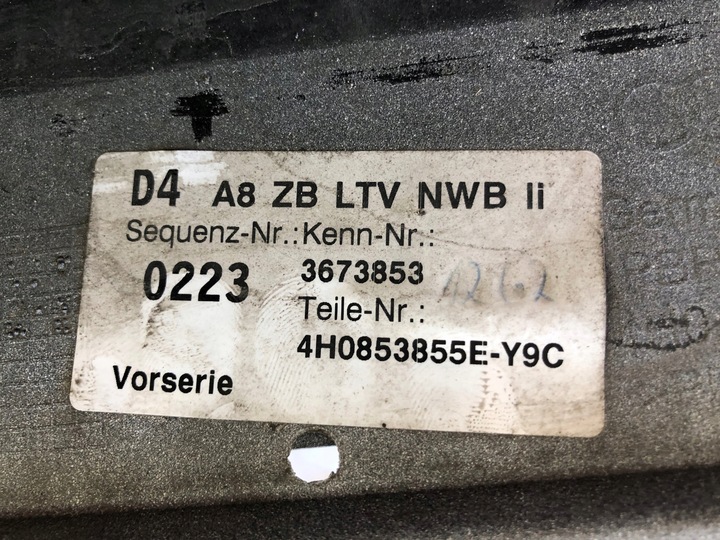 D4 A8 ZB LTV NWB li
Sequenz-Nr.: Kenn-Nr.:
0223 3673853
Teile-Nr.:
4H0853855E-Y9C
Vorserie